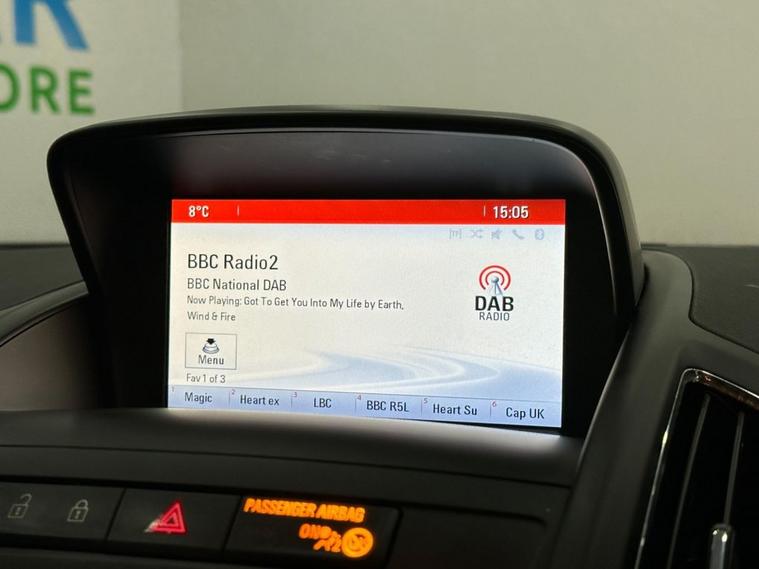 ER
ORE
8°C
15:05
BBC Radio2
BBC National DAB
Now Playing: Got To Get You Into My Life by Earth,
Wind & Fire
DAB
RADIO
Menu
Fav 1 of 3
1 Magic 2 Heart ex 3 LBC 4 BBC R5L 5 Heart Su 6 Cap UK
PASSENGER AIRBAG
ON
2